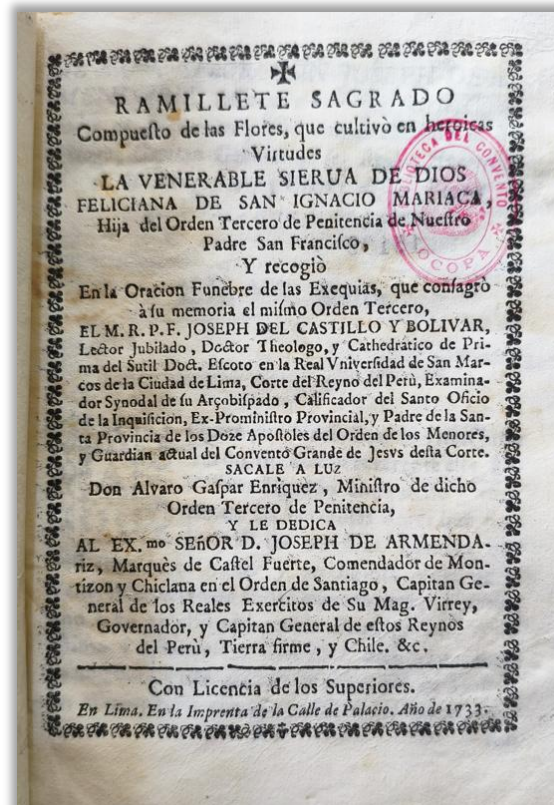 RAMILLETE SAGRADO
Compuesto de las Flores, que cultivò en heroicas
Virtudes
LA VENERABLE SIERUA DE DIOS
FELICIANA DE SAN IGNACIO MARIACA,
Hija del Orden Tercero de Penitencia de Nuestro
Padre San Francisco,
Y recogiò
En la Oracion Funebre de las Exequias, que consagrò
à su memoria el mismo Orden Tercero,
EL M. R. P. F. JOSEPH DEL CASTILLO Y BOLIVAR,
Lector Jubilado, Doctor Theologo, y Cathedratico de Pri-
ma del Sutil Doct. Escoto en la Real Vniversidad de San Mar-
cos de la Ciudad de Lima, Corte del Reyno del Perù, Examina-
dor Synodal de su Arçobispado, Calificador del Santo Oficio
de la Inquisicion, Ex-Prominitro Provincial, y Padre de la San-
ta Provincia de los Doze Apostoles del Orden de los Menores,
y Guardian actual del Convento Grande de Jesvs desta Corte.
SACALE A LUZ
Don Alvaro Gaspar Enriquez, Ministro de dicho
Orden Tercero de Penitencia,
Y LE DEDICA
AL EX.mo SEñOR D. JOSEPH DE ARMENDA-
riz, Marquès de Castel Fuerte, Comendador de Mon-
tizon y Chiclana en el Orden de Santiago, Capitan Ge-
neral de los Reales Exercitos de Su Mag. Virrey,
Governador, y Capitan General de estos Reynos
del Perù, Tierra firme, y Chile. &c.
Con Licencia de los Superiores.
En Lima. En la Imprenta de la Calle de Palacio. Año de 1733.
BIBLIOTECA DEL CONVENTO
OCOPA